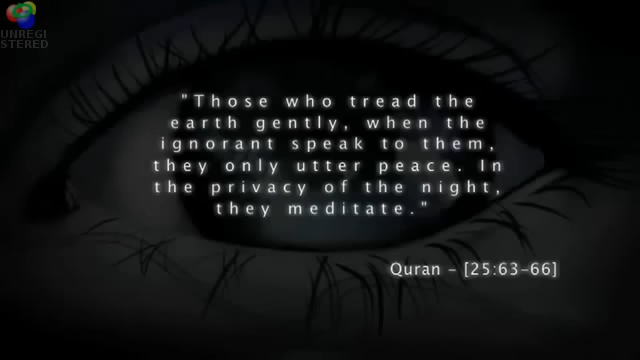 UNREGI
STERED
"Those who tread the
earth gently, when the
ignorant speak to them,
they only utter peace. In
the privacy of the night,
they meditate."
Quran - [25:63-66]